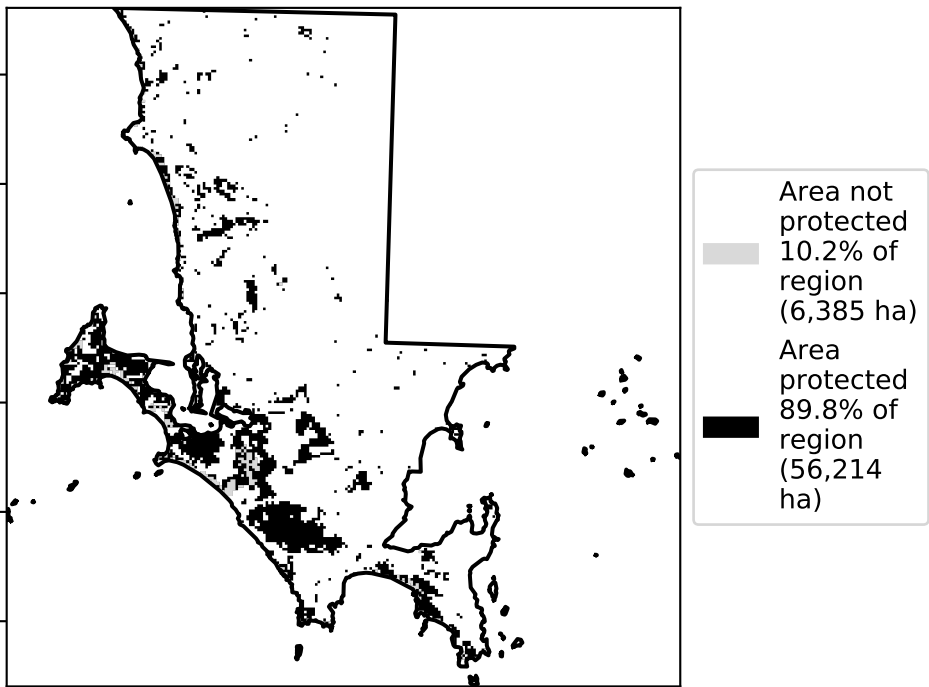 Area not
protected
10.2% of
region
(6,385 ha)
Area
protected
89.8% of
region
(56,214
ha)